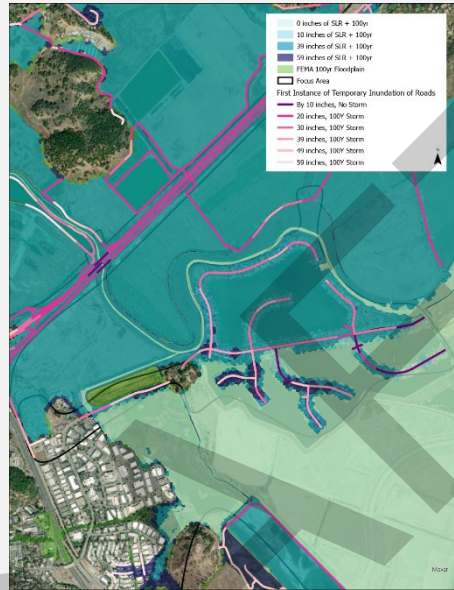 0 inches of SLR + 100yr
10 inches of SLR + 100yr
39 inches of SLR + 100yr
59 inches of SLR + 100yr
FEMA 100yr Floodplain
Focus Area
First Instance of Temporary Inundation of Roads
By 10 inches, No Storm
20 inches, 100Y Storm
30 inches, 100Y Storm
39 inches, 100Y Storm
49 inches, 100Y Storm
59 inches, 100Y Storm
N
Maxar